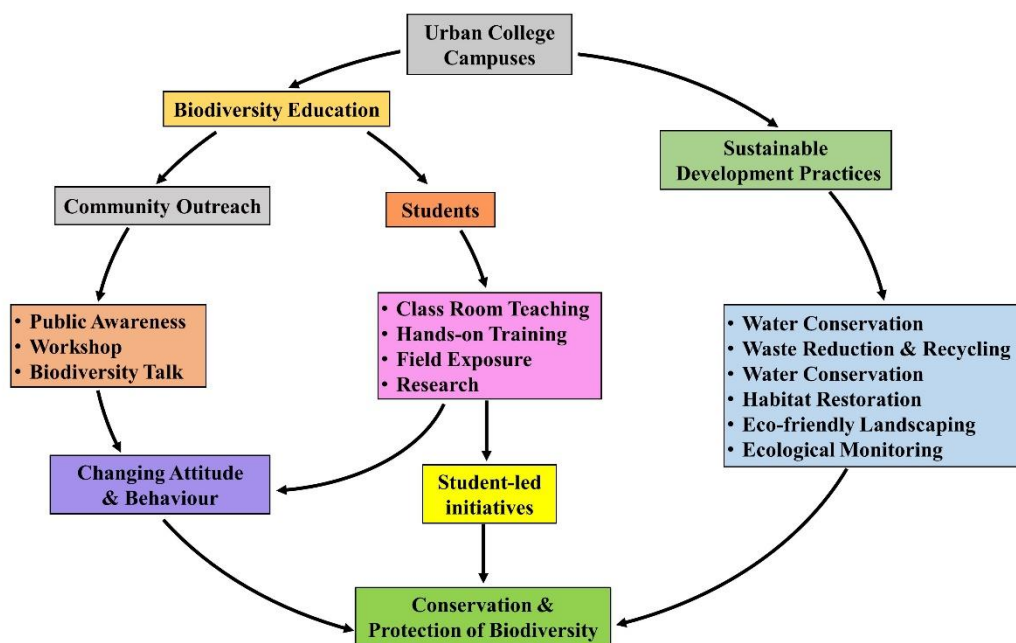 Urban College
Campuses
Biodiversity Education
Sustainable
Development Practices
Community Outreach
Students
• Public Awareness
• Workshop
• Biodiversity Talk
• Class Room Teaching
• Hands-on Training
• Field Exposure
• Research
• Water Conservation
• Waste Reduction & Recycling
• Water Conservation
• Habitat Restoration
• Eco-friendly Landscaping
• Ecological Monitoring
Changing Attitude
& Behaviour
Student-led
initiatives
Conservation &
Protection of Biodiversity